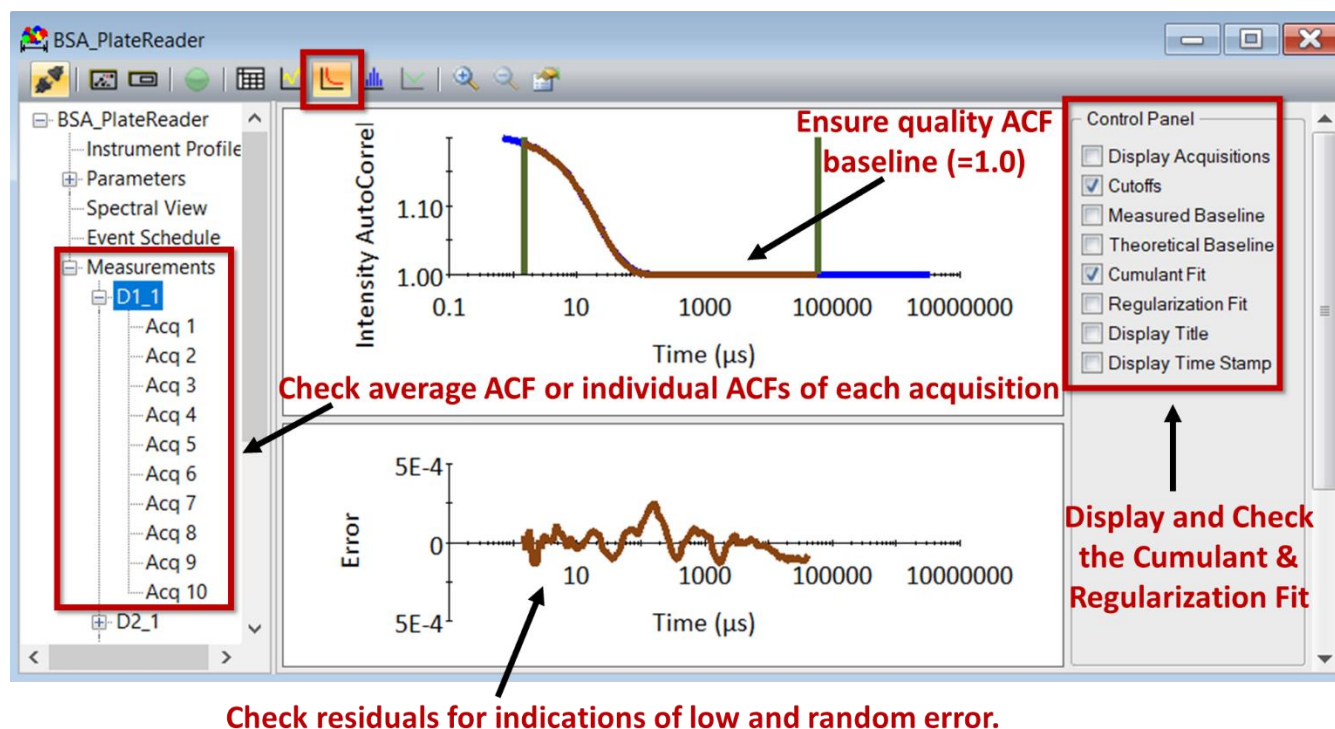 BSA_PlateReader
BSA_PlateReader
Instrument Profile
Parameters
Spectral View
Event Schedule
Measurements
D1_1
Acq 1
Acq 2
Acq 3
Acq 4
Acq 5
Acq 6
Acq 7
Acq 8
Acq 9
Acq 10
D2_1
Intensity AutoCorrel
1.10
1.00
0.1
10
1000
100000
10000000
Time (µs)
Ensure quality ACF
baseline (=1.0)
Check average ACF or individual ACFs of each acquisition
Error
5E-4
0
5E-4
10
1000
100000
10000000
Time (µs)
Control Panel
Display Acquisitions
Cutoffs
Measured Baseline
Theoretical Baseline
Cumulant Fit
Regularization Fit
Display Title
Display Time Stamp
Display and Check
the Cumulant &
Regularization Fit
Check residuals for indications of low and random error.